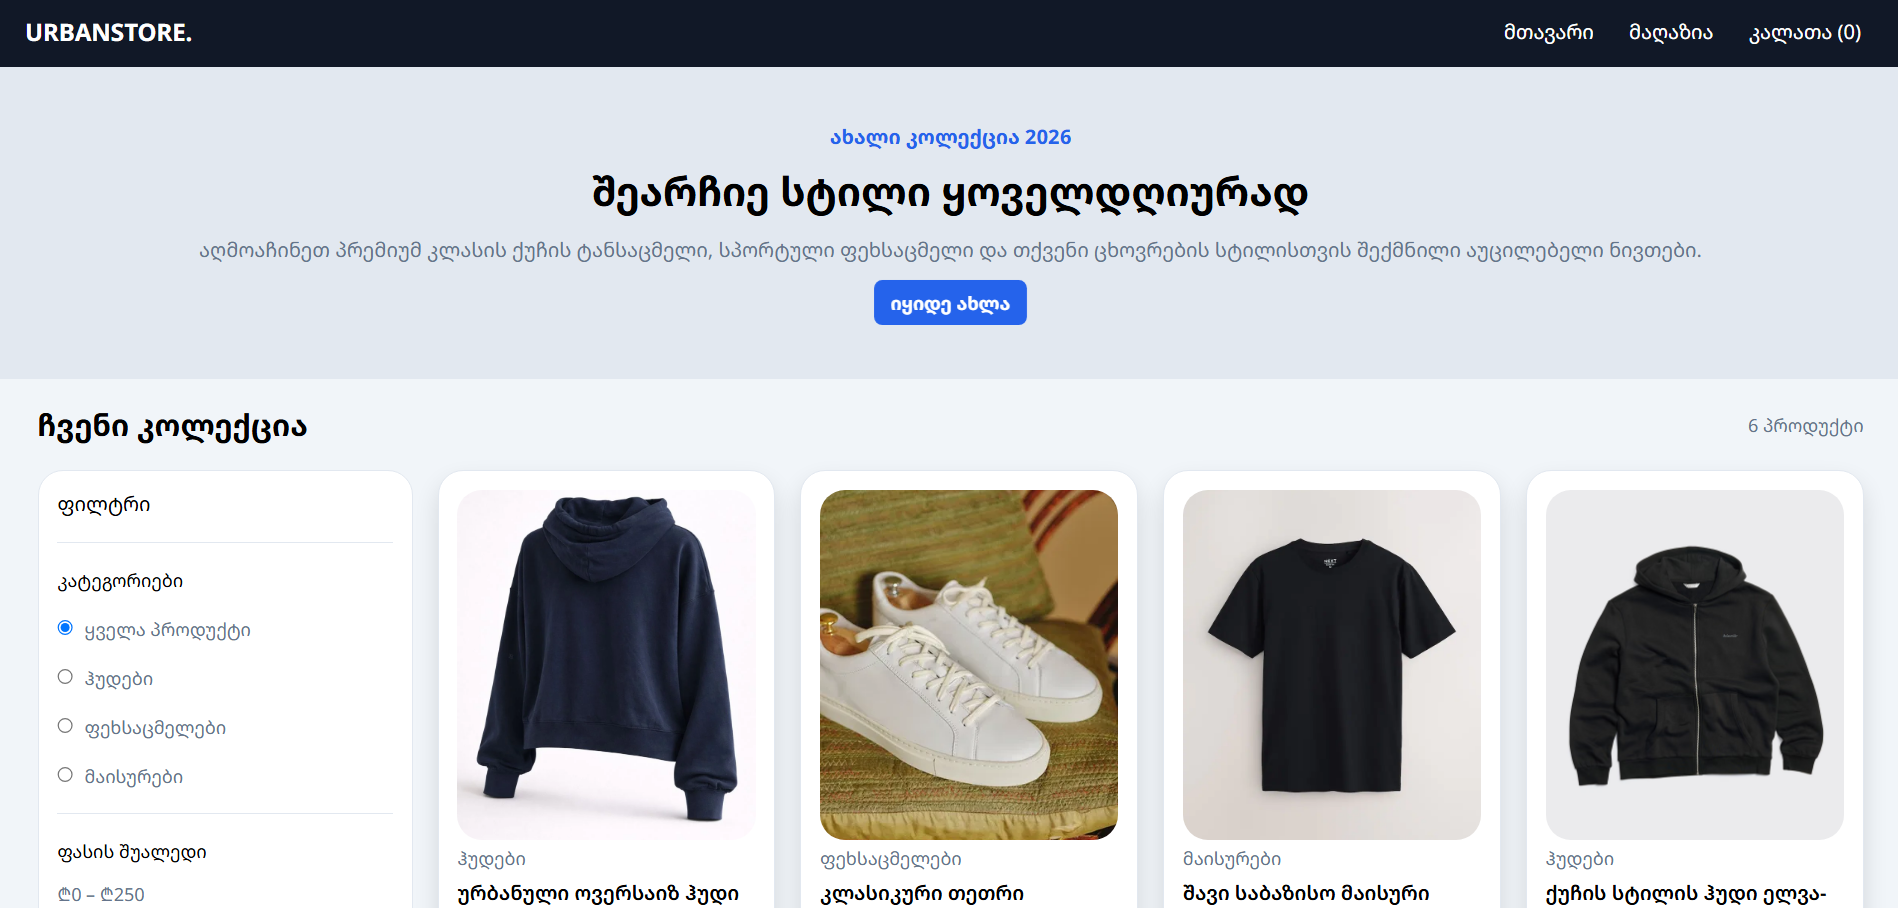 URBANSTORE.
მთავარი
მაღაზია
კალათა (0)
ახალი კოლექცია 2026
შეარჩიე სტილი ყოველდღიურად
აღმოაჩინეთ პრემიუმ კლასის ქუჩის ტანსაცმელი, სპორტული ფეხსაცმელი და თქვენი ცხოვრების სტილისთვის შექმნილი აუცილებელი ნივთები.
იყიდე ახლა
ჩვენი კოლექცია
6 პროდუქტი
ფილტრი
კატეგორიები
ყველა პროდუქტი
ჰუდები
ფეხსაცმელები
მაისურები
ფასის შუალედი
₾0 – ₾250
ჰუდები
ურბანული ოვერსაიზ ჰუდი
ფეხსაცმელები
კლასიკური თეთრი
NEXT
მაისურები
შავი საბაზისო მაისური
ჰუდები
ქუჩის სტილის ჰუდი ელვა-